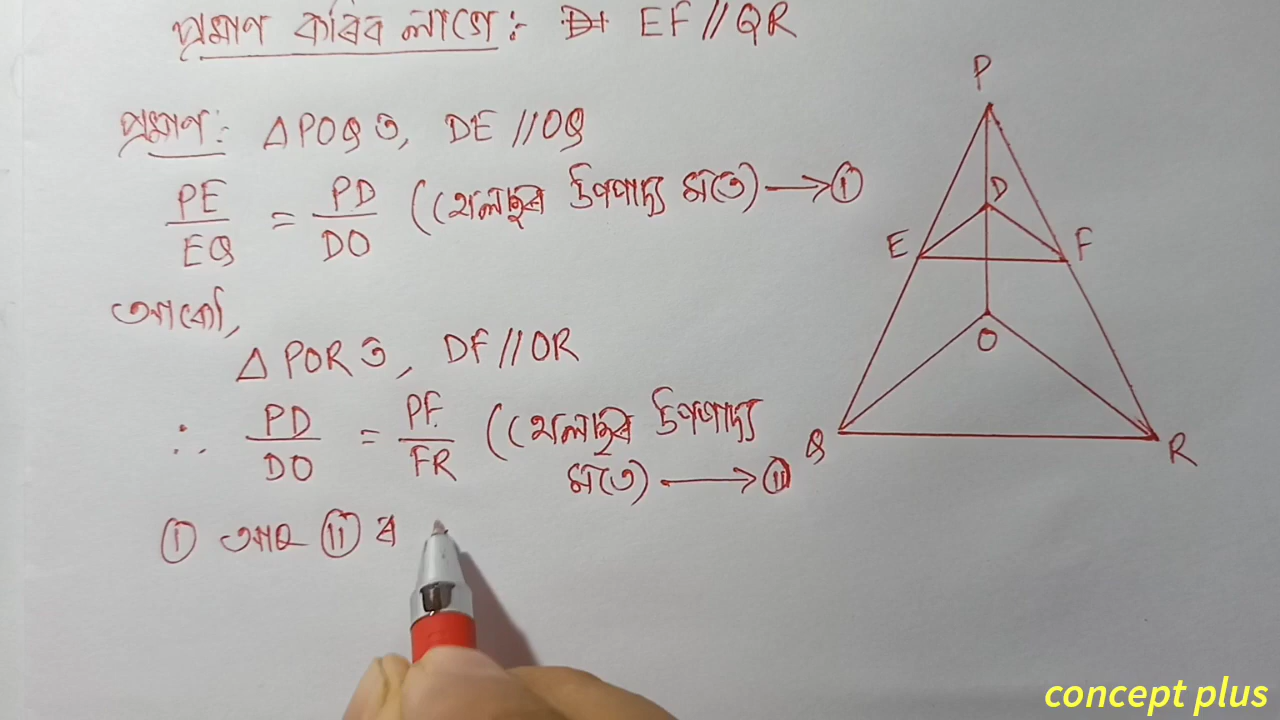 প্ৰমাণ কৰিব লাগে :- EF // QR
প্ৰমাণ :- △POQ ত, DE // OQ
PE/EQ = PD/DO (থেলছৰ উপপাদ্য মতে) → ⓘ
আকৌ,
△POR ত, DF // OR
∴ PD/DO = PF/FR (থেলছৰ উপপাদ্য
মতে) → ⓘⓘ
ⓘ আৰু ⓘⓘ ৰ
P
D
E
F
O
Q
R
concept plus